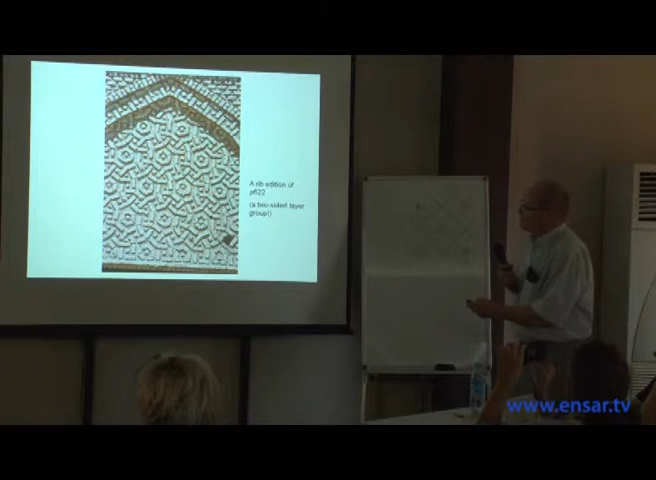 A rib edition of
p622
(a two-sided layer
group!)
www.ensar.tv